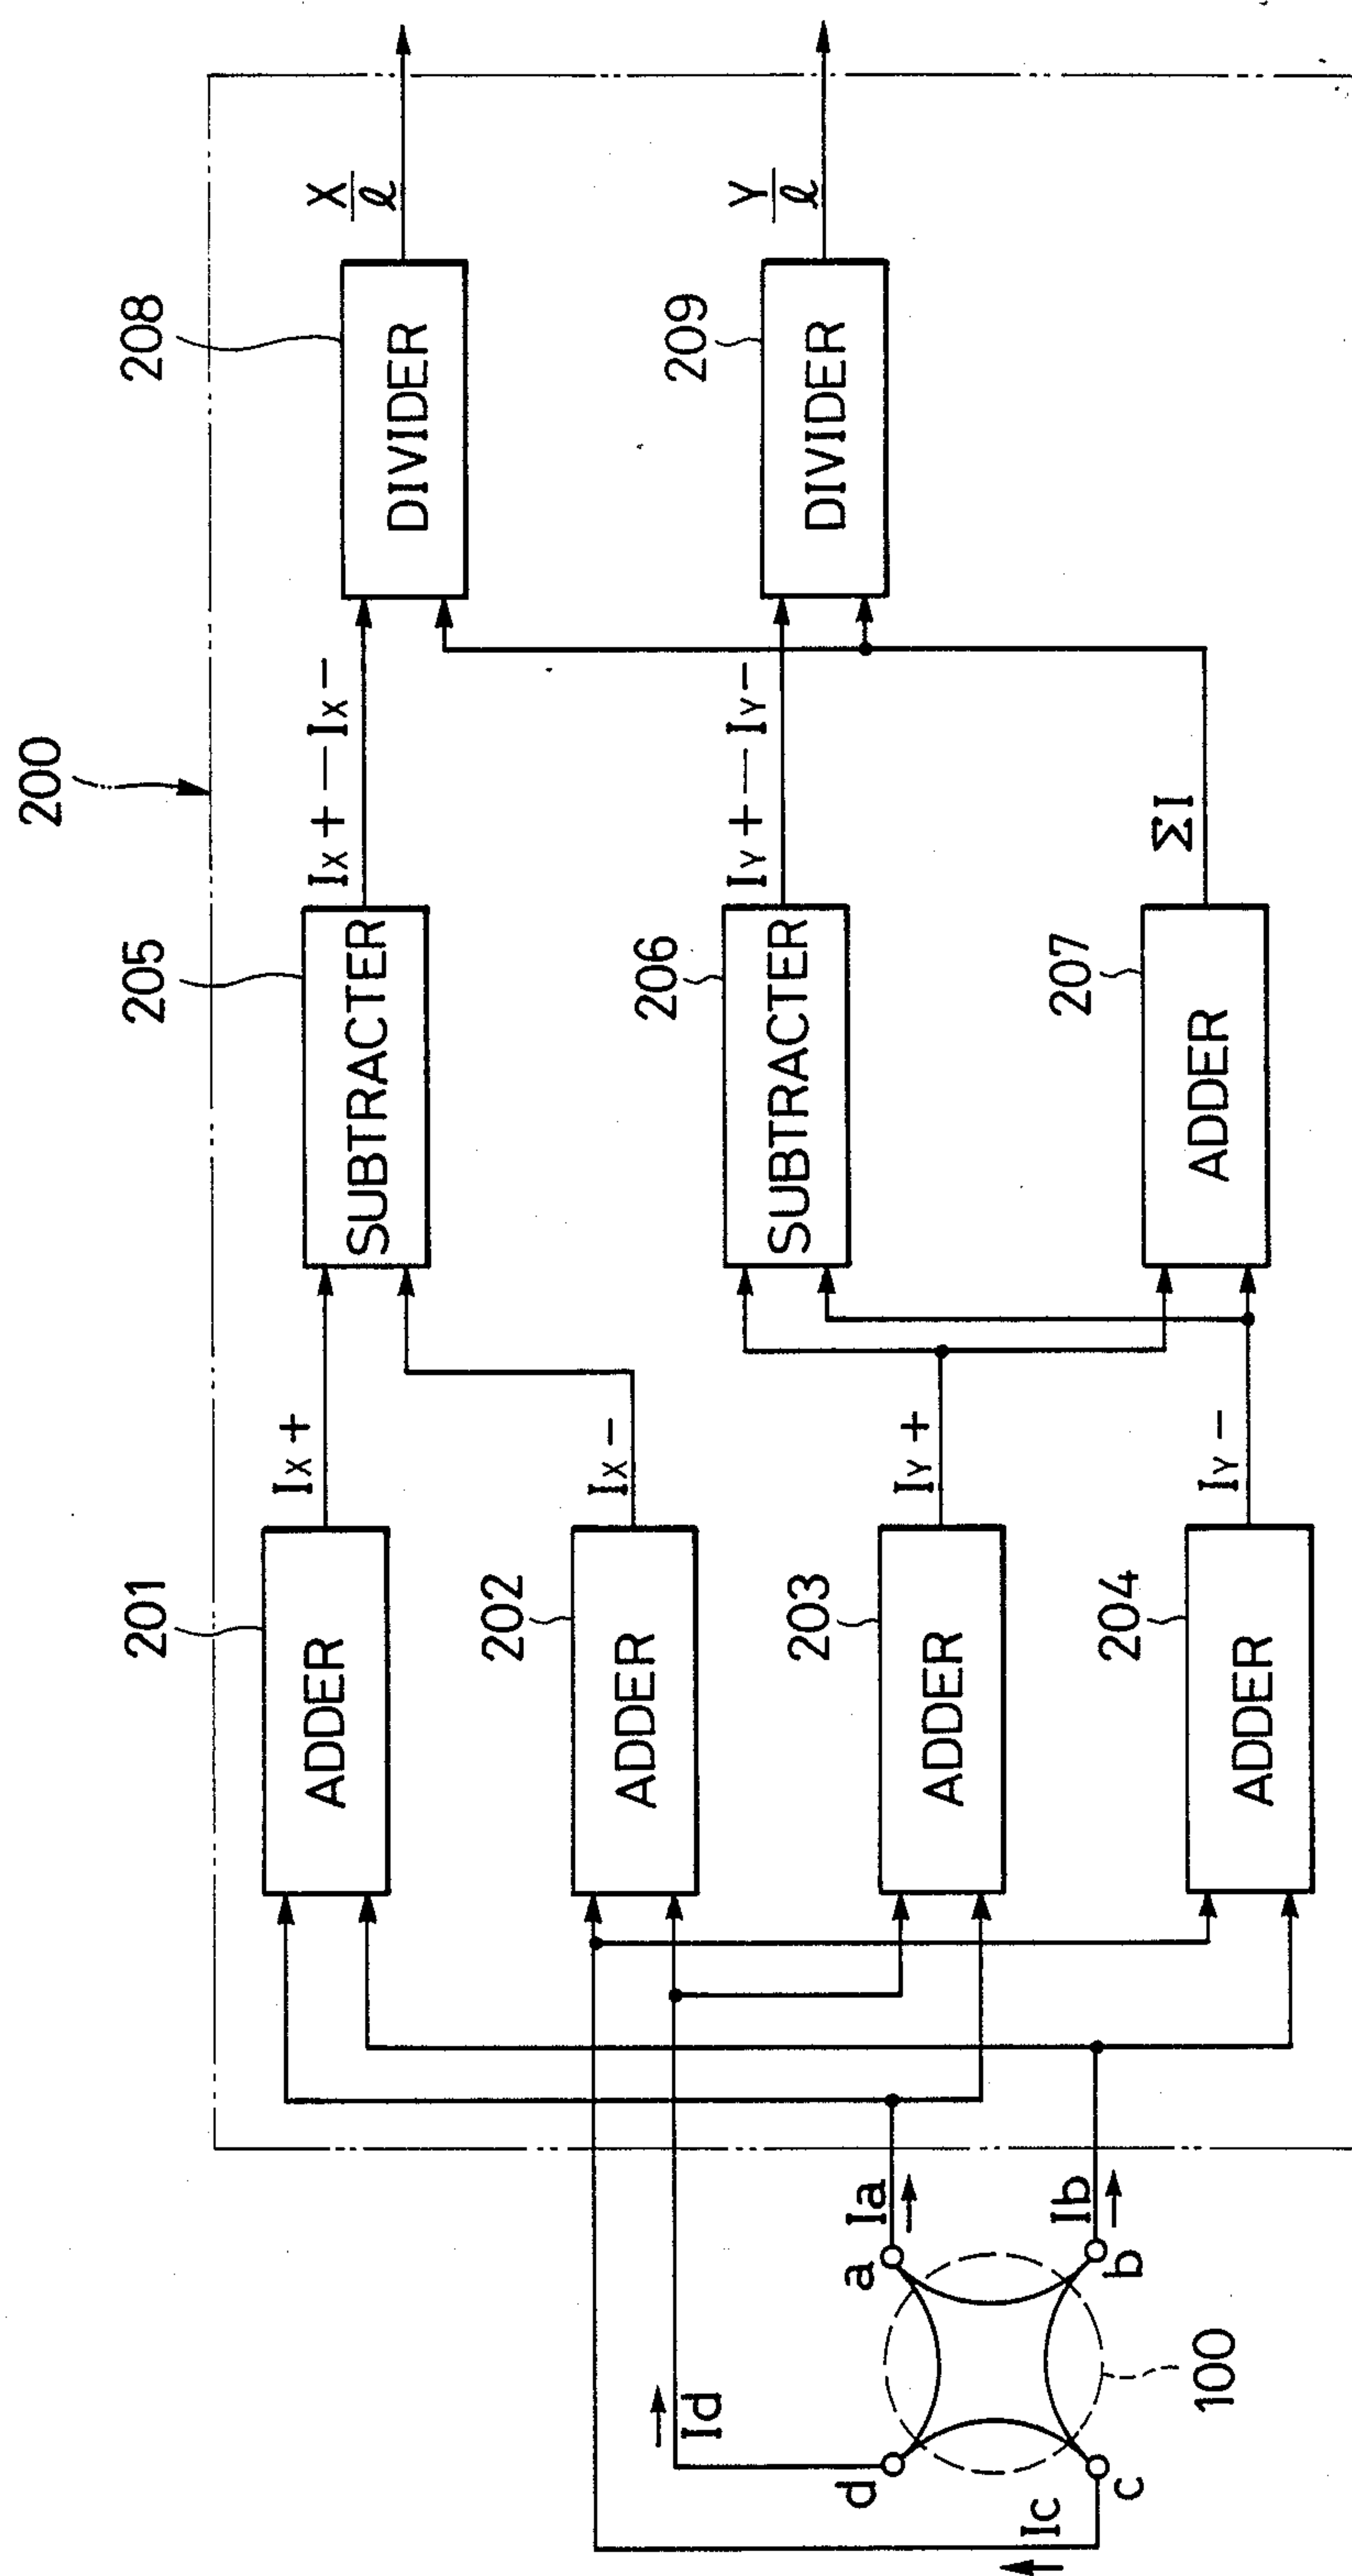 200
201
ADDER
Ix+
205
SUBTRACTER
Ix+ — Ix-
208
DIVIDER
X/ℓ
202
ADDER
Ix-
203
ADDER
IY+
206
SUBTRACTER
IY+ — IY-
209
DIVIDER
Y/ℓ
204
ADDER
IY-
207
ADDER
ΣI
Id
d
a
Ia
Ic
c
b
Ib
100